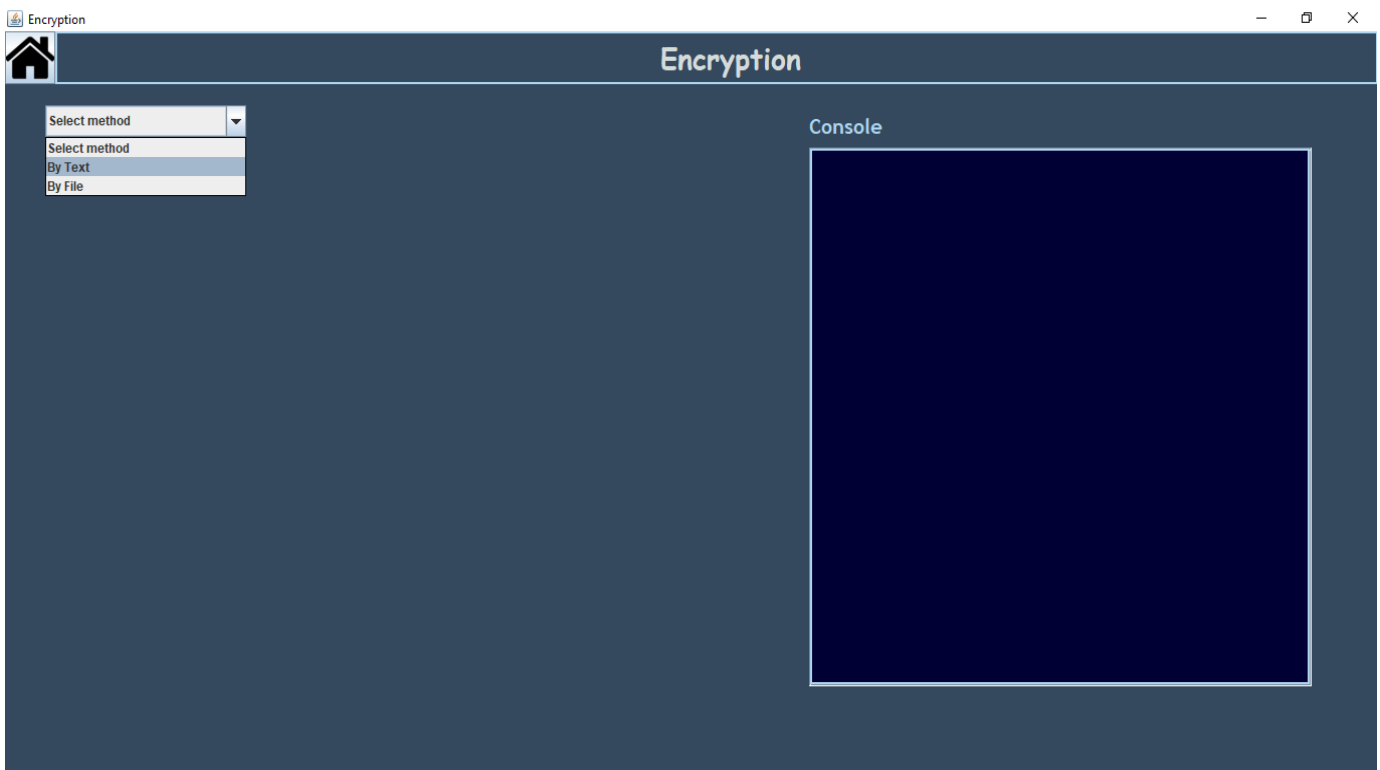 Encryption
Encryption
Select method
Console
Select method
By Text
By File